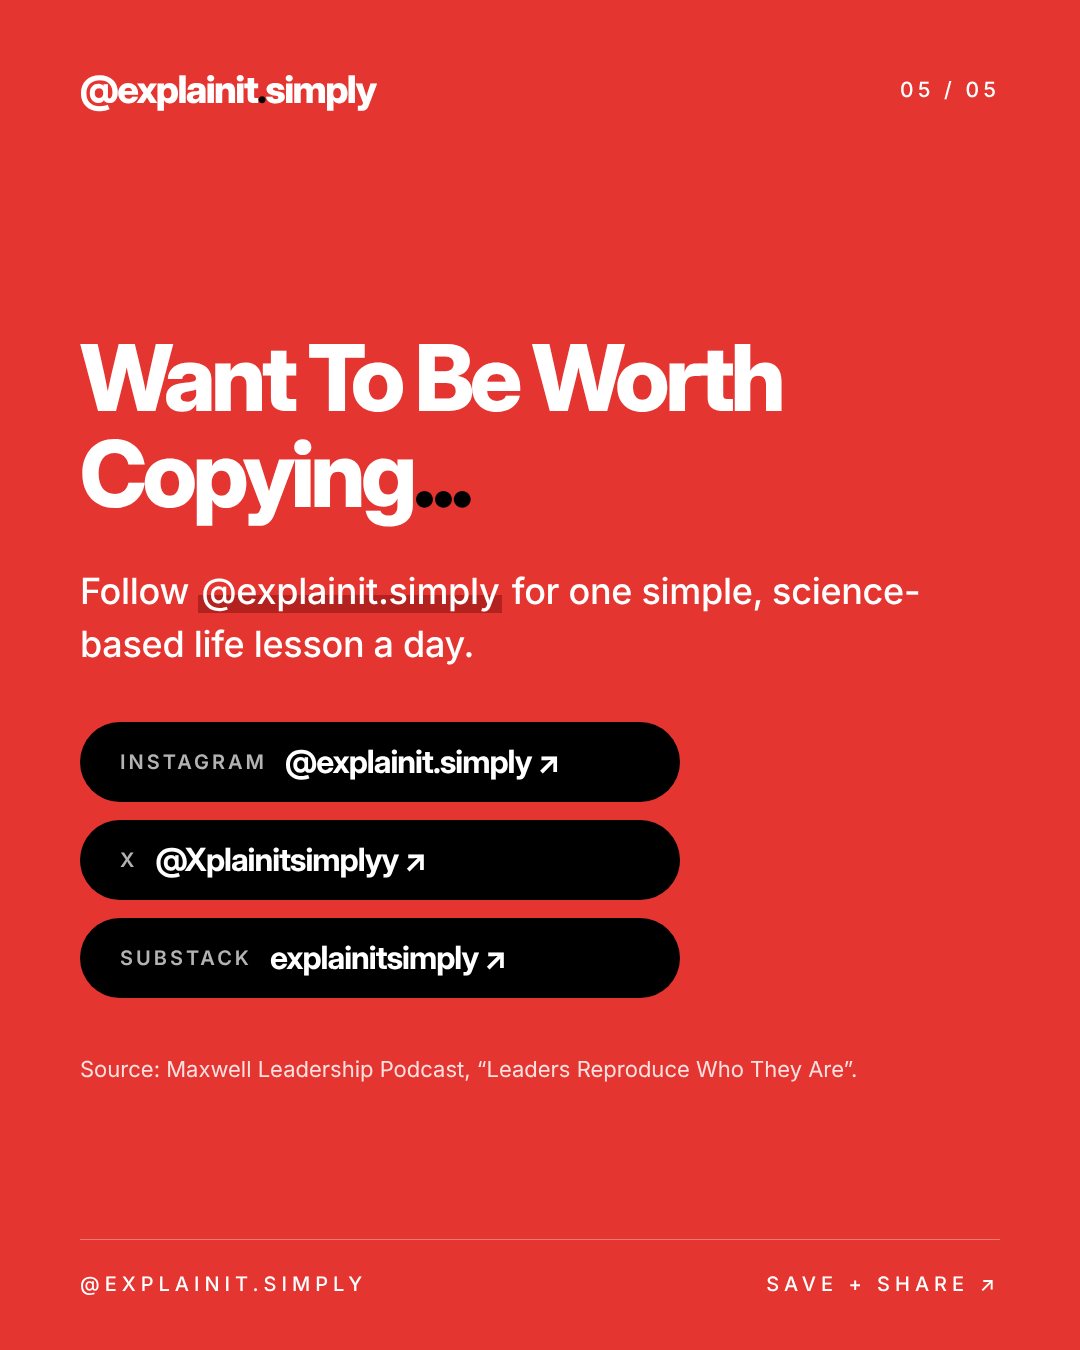 @explainit.simply
05 / 05
Want To Be Worth
Copying...
Follow @explainit.simply for one simple, science-
based life lesson a day.
INSTAGRAM @explainit.simply ↗
X @Xplainitsimplyy ↗
SUBSTACK explainitsimply ↗
Source: Maxwell Leadership Podcast, “Leaders Reproduce Who They Are”.
@EXPLAINIT.SIMPLY
SAVE + SHARE ↗